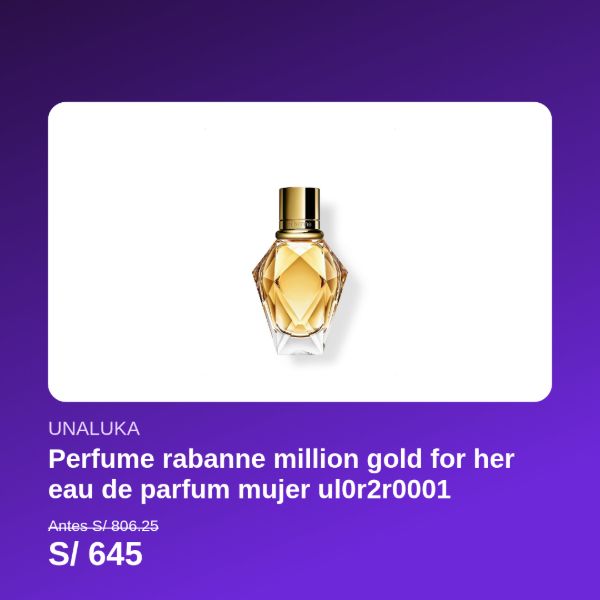 UNALUKA
Perfume rabanne million gold for her
eau de parfum mujer ul0r2r0001
Antes S/ 806.25
S/ 645